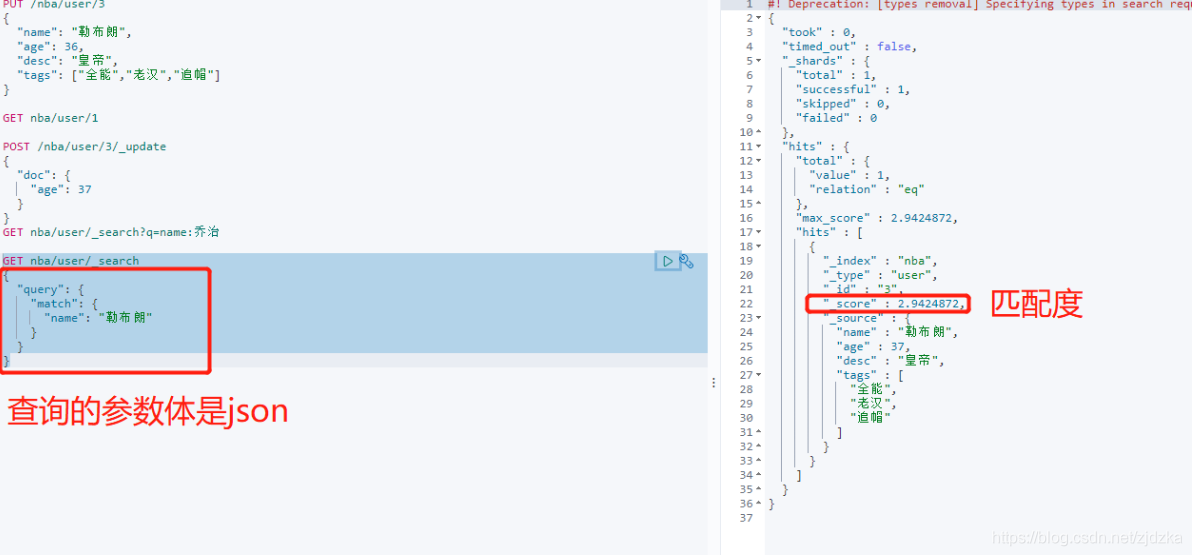 PUT /nba/user/3
{
  "name": "勒布朗",
  "age": 36,
  "desc": "皇帝",
  "tags": ["全能","老汉","追帽"]
}
GET nba/user/1
POST /nba/user/3/_update
{
  "doc": {
    "age": 37
  }
}
GET nba/user/_search?q=name:乔治
GET nba/user/_search
{
  "query": {
    "match": {
      "name": "勒布朗"
    }
  }
}
查询的参数体是json
1 #! Deprecation: [types removal] Specifying types in search requ
2 {
3   "took" : 0,
4   "timed_out" : false,
5   "_shards" : {
6     "total" : 1,
7     "successful" : 1,
8     "skipped" : 0,
9     "failed" : 0
10   },
11   "hits" : {
12     "total" : {
13       "value" : 1,
14       "relation" : "eq"
15     },
16     "max_score" : 2.9424872,
17     "hits" : [
18       {
19         "_index" : "nba",
20         "_type" : "user",
21         "_id" : "3",
22         "_score" : 2.9424872,
匹配度
23         "_source" : {
24           "name" : "勒布朗",
25           "age" : 37,
26           "desc" : "皇帝",
27           "tags" : [
28             "全能",
29             "老汉",
30             "追帽"
31           ]
32         }
33       }
34     ]
35   }
36 }
37
https://blog.csdn.net/zjdzka